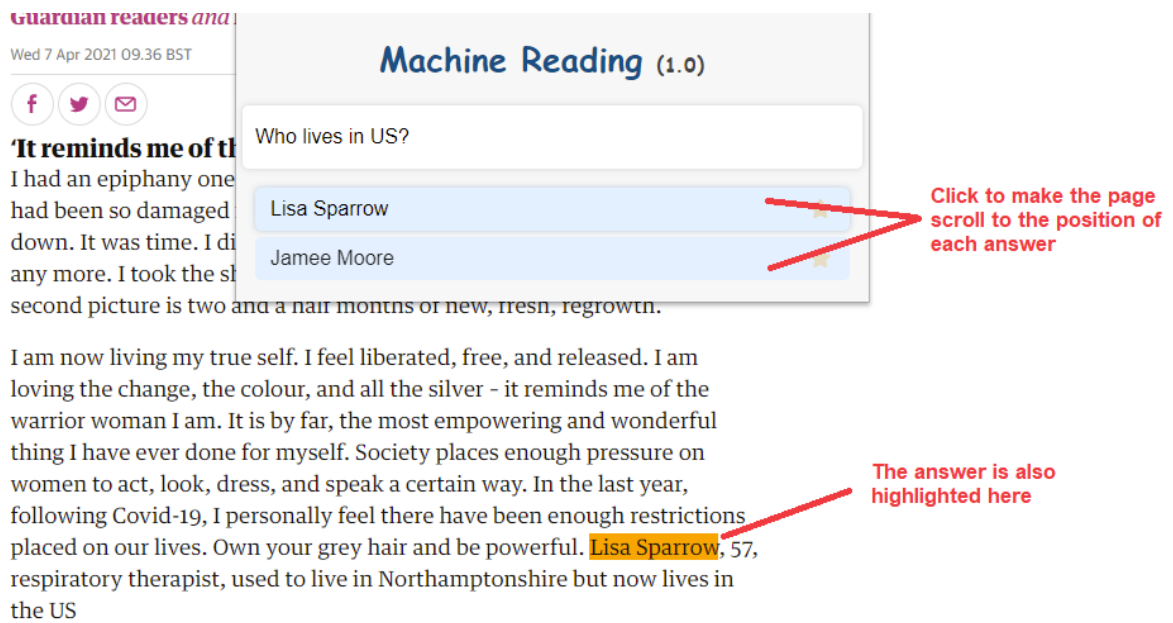 Guardian readers and
Wed 7 Apr 2021 09.36 BST
Machine Reading (1.0)
Who lives in US?
Lisa Sparrow
Jamee Moore
Click to make the page
scroll to the position of
each answer
'It reminds me of th
I had an epiphany one
had been so damaged
down. It was time. I di
any more. I took the sh
second picture is two and a half months of new, fresh, regrowth.
I am now living my true self. I feel liberated, free, and released. I am
loving the change, the colour, and all the silver – it reminds me of the
warrior woman I am. It is by far, the most empowering and wonderful
thing I have ever done for myself. Society places enough pressure on
women to act, look, dress, and speak a certain way. In the last year,
following Covid-19, I personally feel there have been enough restrictions
placed on our lives. Own your grey hair and be powerful. Lisa Sparrow, 57,
respiratory therapist, used to live in Northamptonshire but now lives in
the US
The answer is also
highlighted here